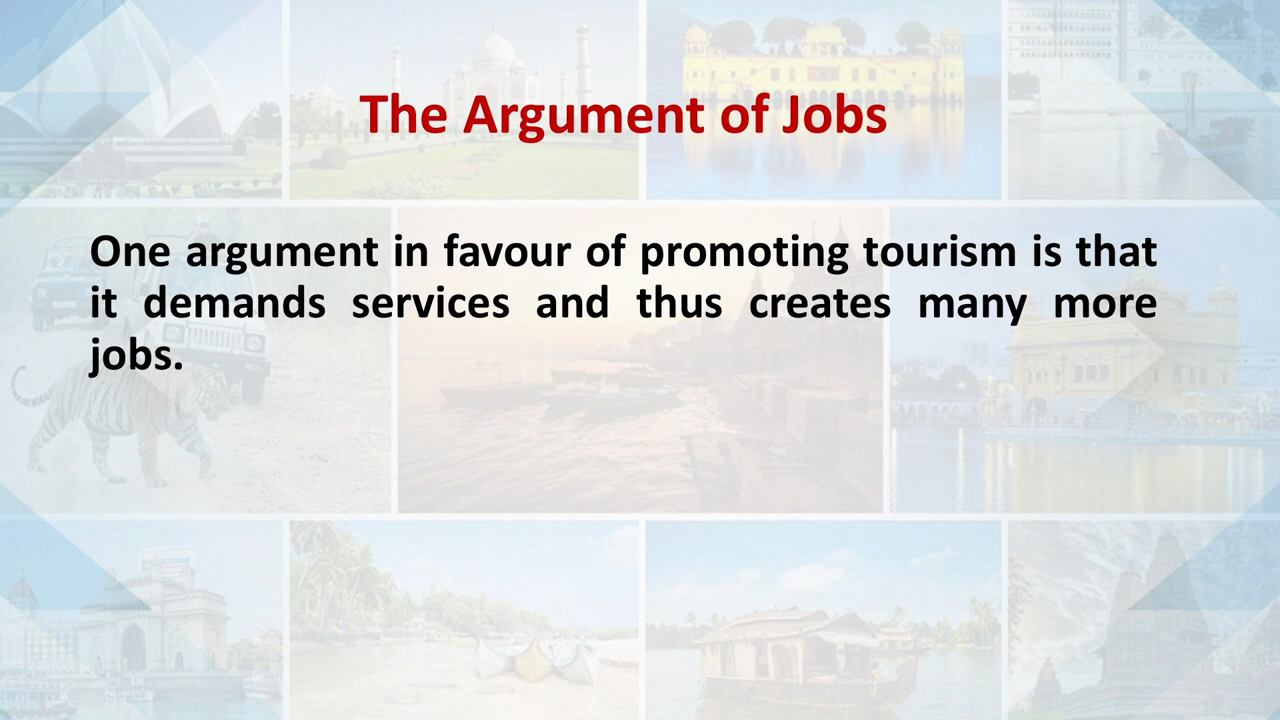 The Argument of Jobs
One argument in favour of promoting tourism is that
it demands services and thus creates many more
jobs.